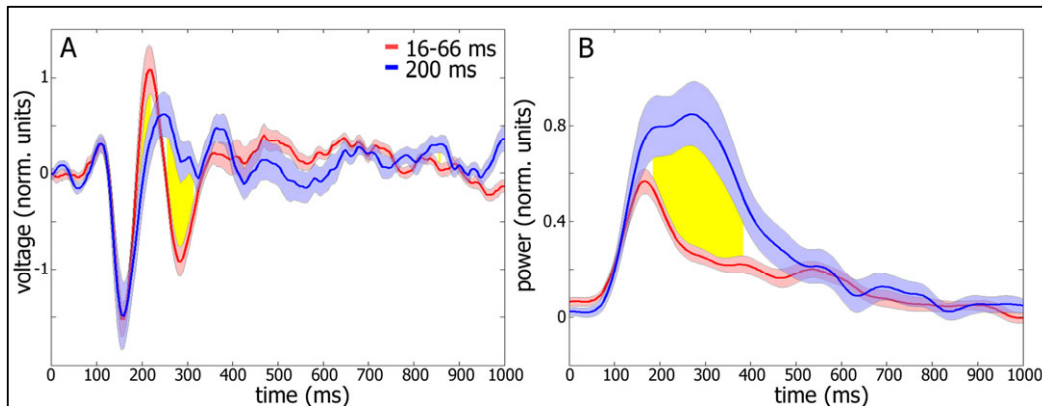 A
16-66 ms
200 ms
voltage (norm. units)
1
0
-1
0 100 200 300 400 500 600 700 800 900 1000
time (ms)
B
power (norm. units)
0.8
0.4
0
0 100 200 300 400 500 600 700 800 900 1000
time (ms)